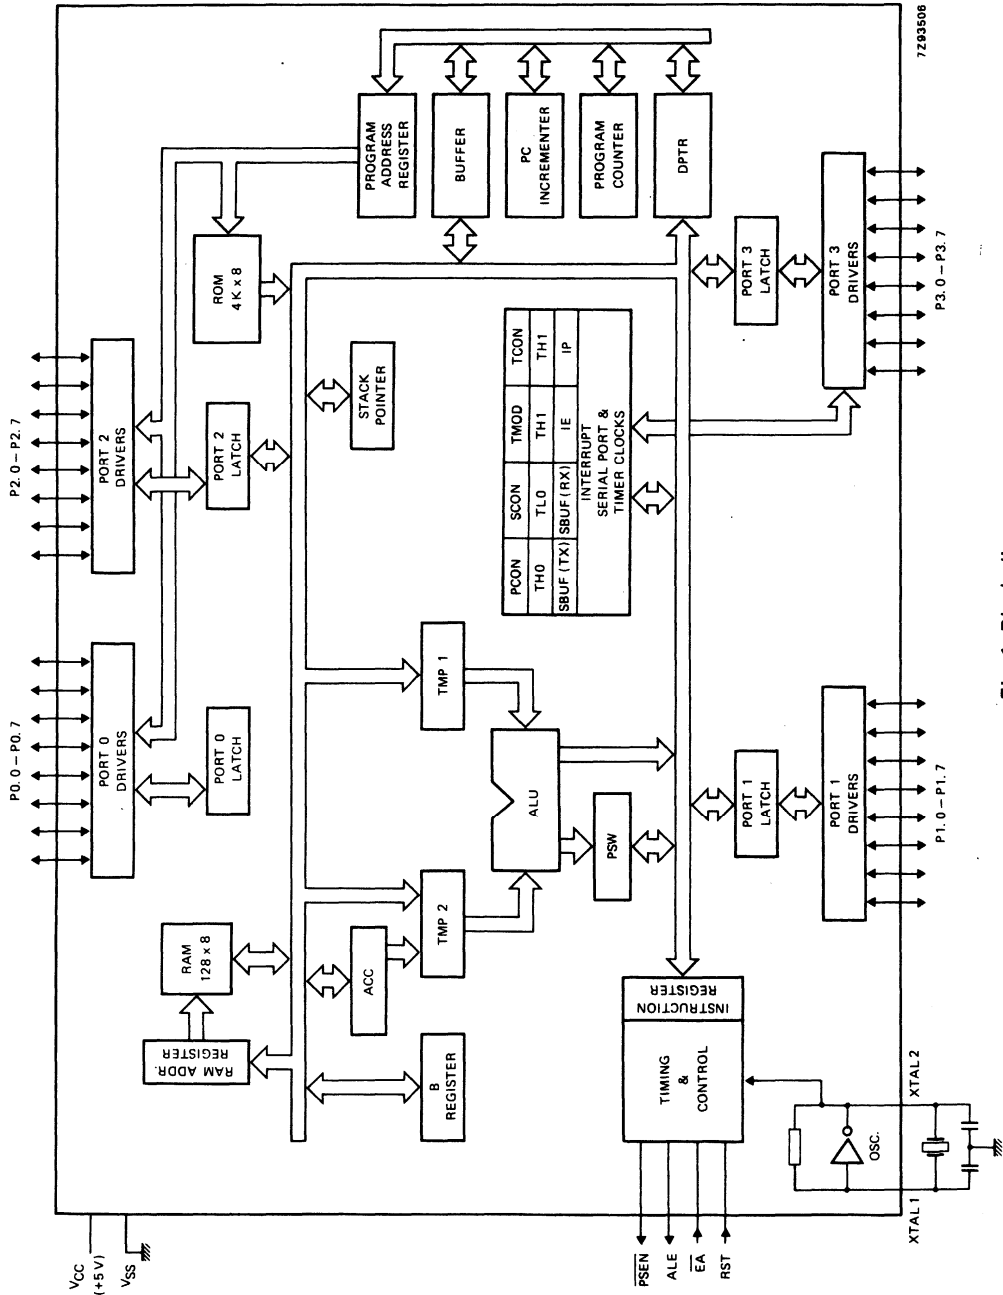 P0.0–P0.7
P2.0–P2.7
VCC
(+5 V)
VSS
PORT 0
DRIVERS
PORT 2
DRIVERS
RAM ADDR.
REGISTER
RAM
128 x 8
PORT 0
LATCH
PORT 2
LATCH
ROM
4K x 8
PROGRAM
ADDRESS
REGISTER
B
REGISTER
ACC
TMP 2
TMP 1
STACK
POINTER
BUFFER
ALU
PCON
SCON
TMOD
TCON
TH0
TL0
TH1
TH1
SBUF (TX)
SBUF (RX)
IE
IP
INTERRUPT
SERIAL PORT &
TIMER CLOCKS
PC
INCREMENTER
PSW
PROGRAM
COUNTER
PSEN
ALE
EA
RST
TIMING
&
CONTROL
INSTRUCTION
REGISTER
DPTR
PORT 1
LATCH
PORT 3
LATCH
OSC.
PORT 1
DRIVERS
PORT 3
DRIVERS
XTAL1
XTAL2
P1.0–P1.7
P3.0–P3.7
7Z93506